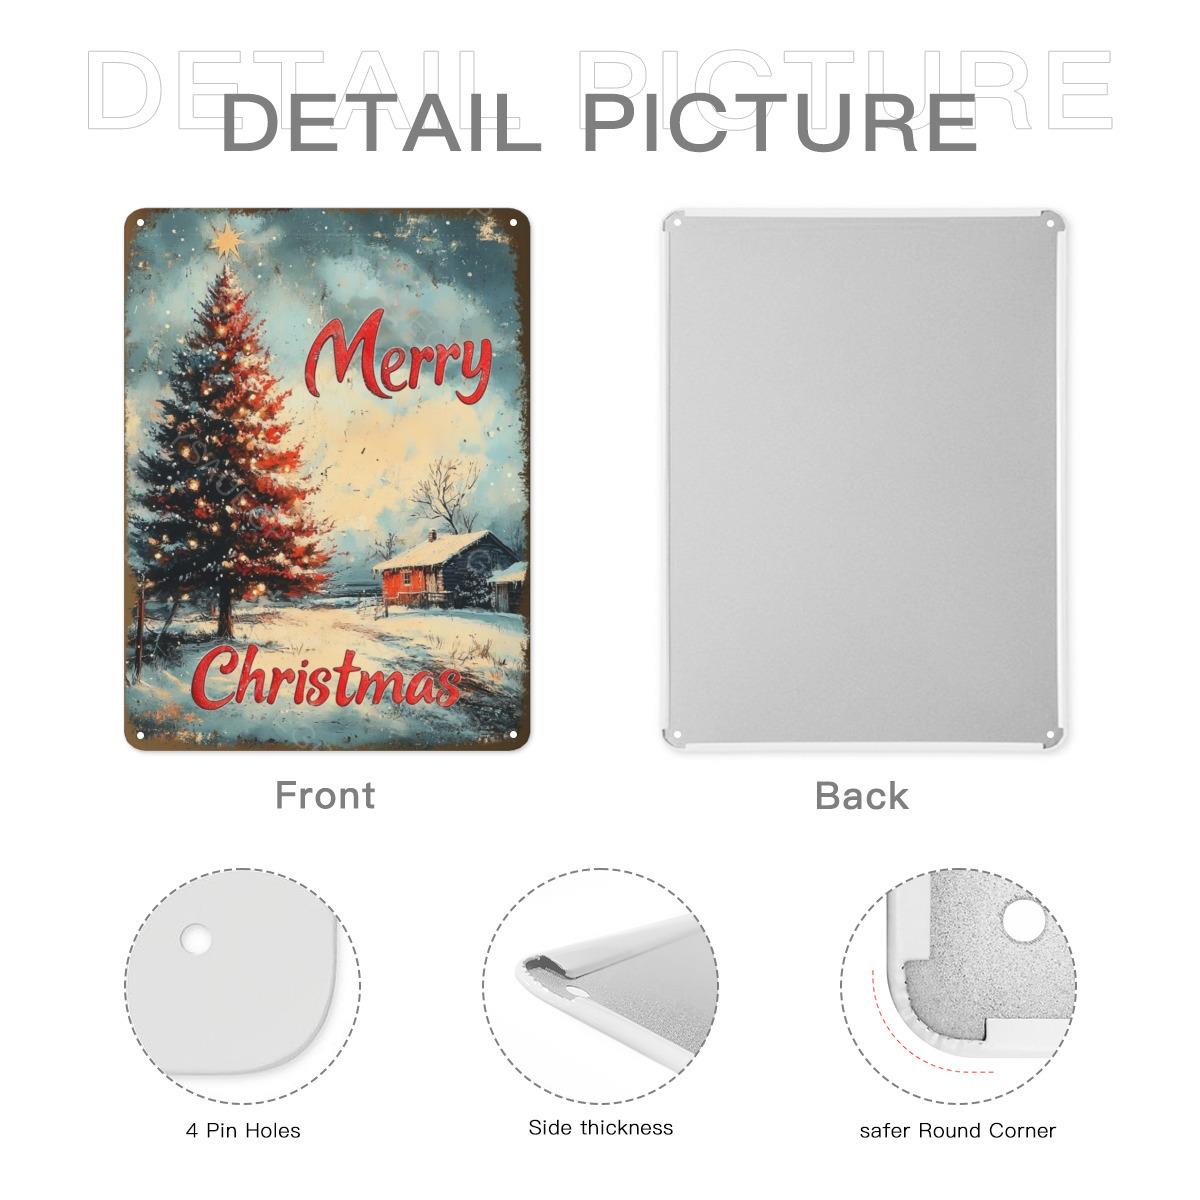 DETAIL PICTURE
DETAIL PICTURE
Merry
Christmas
Front
Back
4 Pin Holes
Side thickness
safer Round Corner